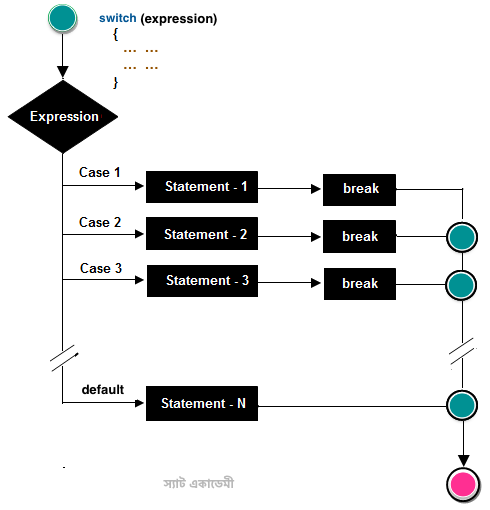 switch (expression)
{
... ...
... ...
}
Expression
Case 1
Statement - 1
break
Case 2
Statement - 2
break
Case 3
Statement - 3
break
default
Statement - N
স্যাট একাডেমী